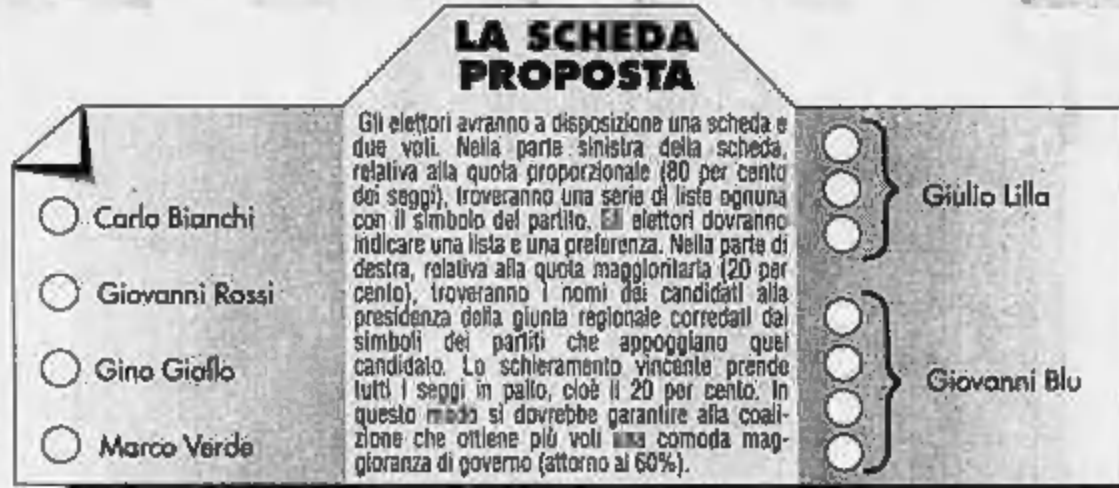 LA SCHEDA
PROPOSTA
Carlo Bianchi
Giovanni Rossi
Gino Giallo
Marco Verde
Gli elettori avranno a disposizione una scheda e
due voti. Nella parte sinistra della scheda,
relativa alla quota proporzionale (80 per cento
dei seggi), troveranno una serie di liste ognuna
con il simbolo del partito. Gli elettori dovranno
indicare una lista e una preferenza. Nella parte di
destra, relativa alla quota maggioritaria (20 per
cento), troveranno i nomi dei candidati alla
presidenza della giunta regionale corredati dai
simboli dei partiti che appoggiano quel
candidato. Lo schieramento vincente prende
tutti i seggi in palio, cioè il 20 per cento. In
questo modo si dovrebbe garantire alla coali-
zione che ottiene più voti una comoda mag-
gioranza di governo (attorno al 60%).
Giulio Lilla
Giovanni Blu